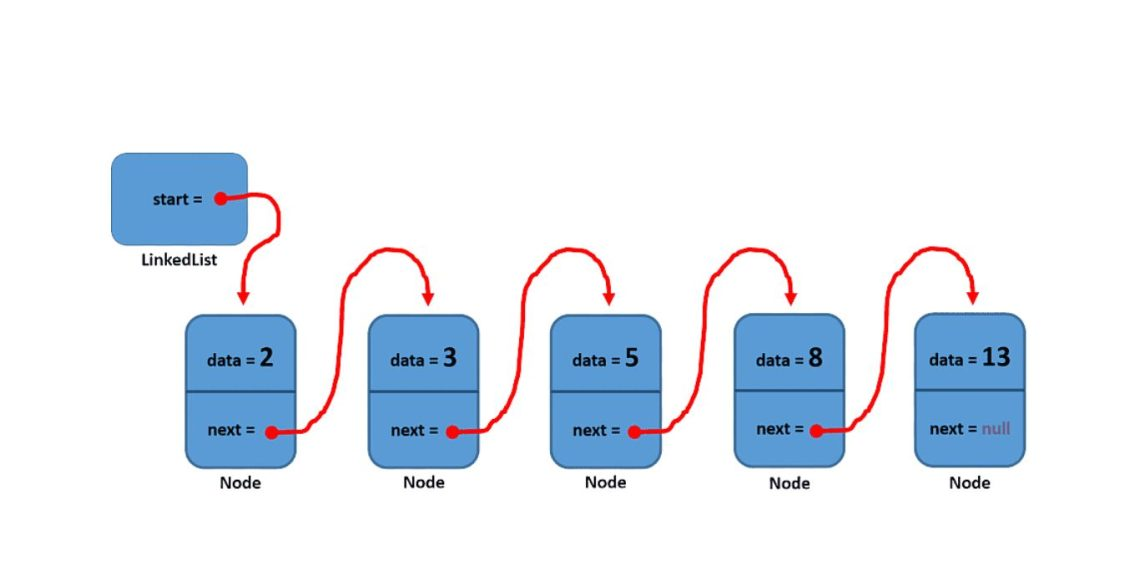 start =
LinkedList
data = 2
next =
Node
data = 3
next =
Node
data = 5
next =
Node
data = 8
next =
Node
data = 13
next = null
Node